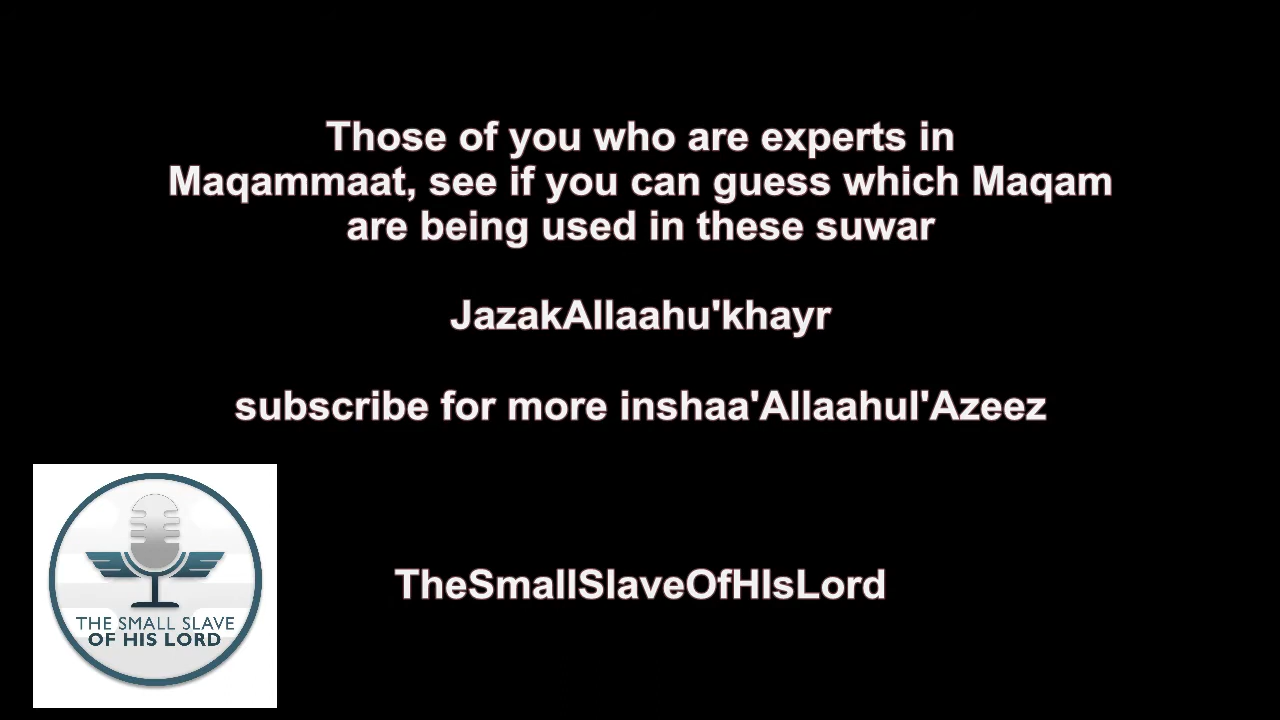 Those of you who are experts in
Maqammaat, see if you can guess which Maqam
are being used in these suwar
JazakAllaahu'khayr
subscribe for more inshaa'Allaahul'Azeez
TheSmallSlaveOfHIsLord
THE SMALL SLAVE
OF HIS LORD